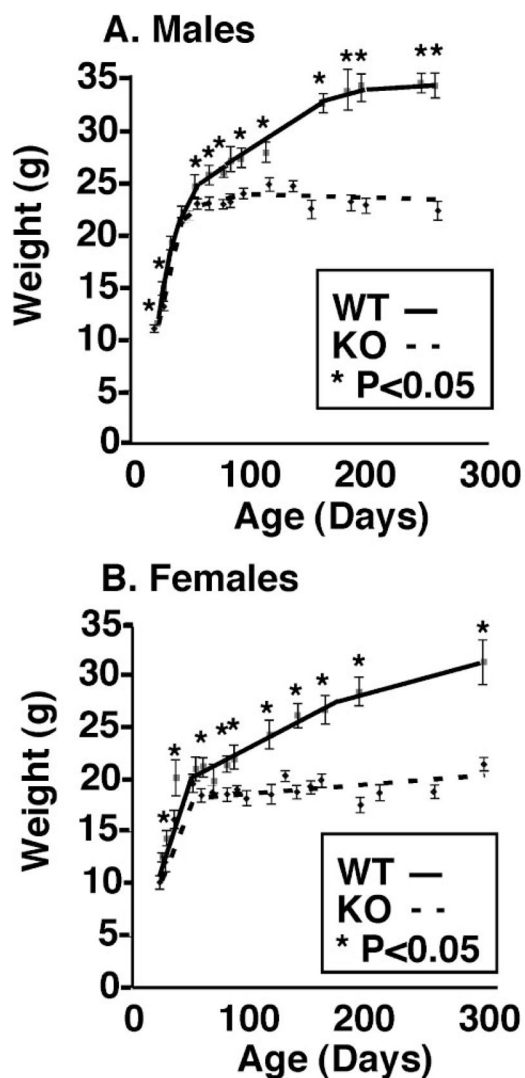 A. Males
* * *
*
* * * * *
*
*
35
30
25
20
15
10
5
0
Weight (g)
WT
KO
* P<0.05
0 100 200 300
Age (Days)
B. Females
*
* * *
* * * *
*
*
35
30
25
20
15
10
5
0
Weight (g)
WT
KO
* P<0.05
0 100 200 300
Age (Days)